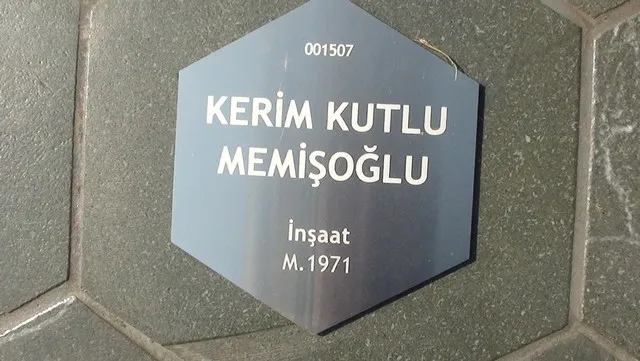 001507
KERİM KUTLU
MEMİŞOĞLU
İnşaat
M.1971